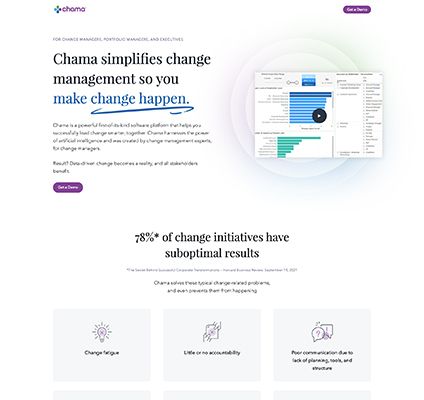 chama
Get a Demo
FOR CHANGE MANAGERS, PORTFOLIO MANAGERS, AND EXECUTIVES
Chama simplifies change
management so you
make change happen.
Chama is a powerful first-of-its-kind software platform that helps you
successfully lead change smarter, together. Chama harnesses the power
of artificial intelligence and was created by change management experts,
for change managers.
Result? Data-driven change becomes a reality, and all stakeholders
benefit.
Get a Demo
78%* of change initiatives have
suboptimal results
*The Secret Behind Successful Corporate Transformations – Harvard Business Review September 14, 2021
Chama solves these typical change-related problems,
and even prevents them from happening
Change fatigue
Little or no accountability
Poor communication due to
lack of planning, tools, and
structure